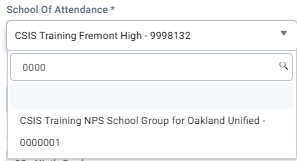 School Of Attendance *
CSIS Training Fremont High - 9998132
0000
CSIS Training NPS School Group for Oakland Unified -
0000001